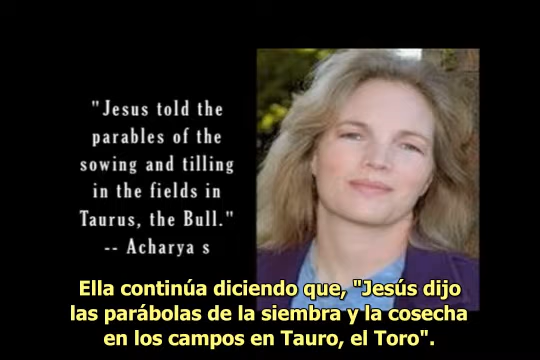 "Jesus told the
parables of the
sowing and tilling
in the fields in
Taurus, the Bull."
-- Acharya s
Ella continúa diciendo que, "Jesús dijo
las parábolas de la siembra y la cosecha
en los campos en Tauro, el Toro".